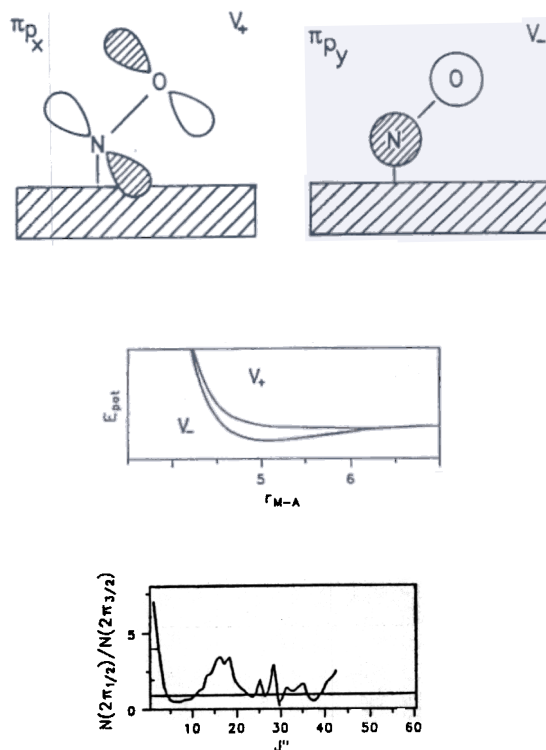 πpx V+
O
N
πpy V-
O
N
Epot
V+
V-
5 6
rM-A
N(2π1/2)/N(2π3/2)
5
0
10 20 30 40 50 60
J"